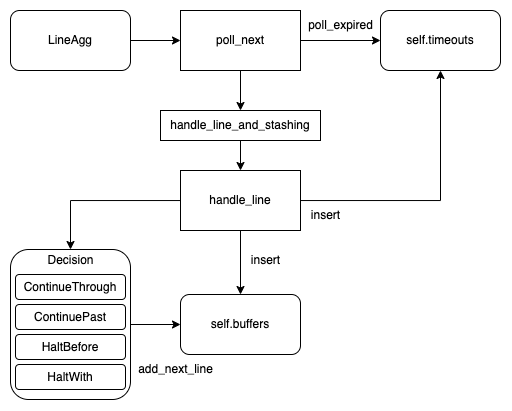 LineAgg
poll_next
poll_expired
self.timeouts
handle_line_and_stashing
handle_line
insert
insert
Decision
ContinueThrough
ContinuePast
HaltBefore
HaltWith
self.buffers
add_next_line